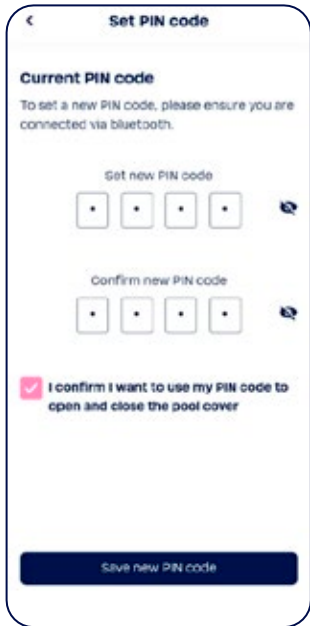 Set PIN code
Current PIN code
To set a new PIN code, please ensure you are
connected via bluetooth.
Set new PIN code
Confirm new PIN code
I confirm I want to use my PIN code to
open and close the pool cover
Save new PIN code